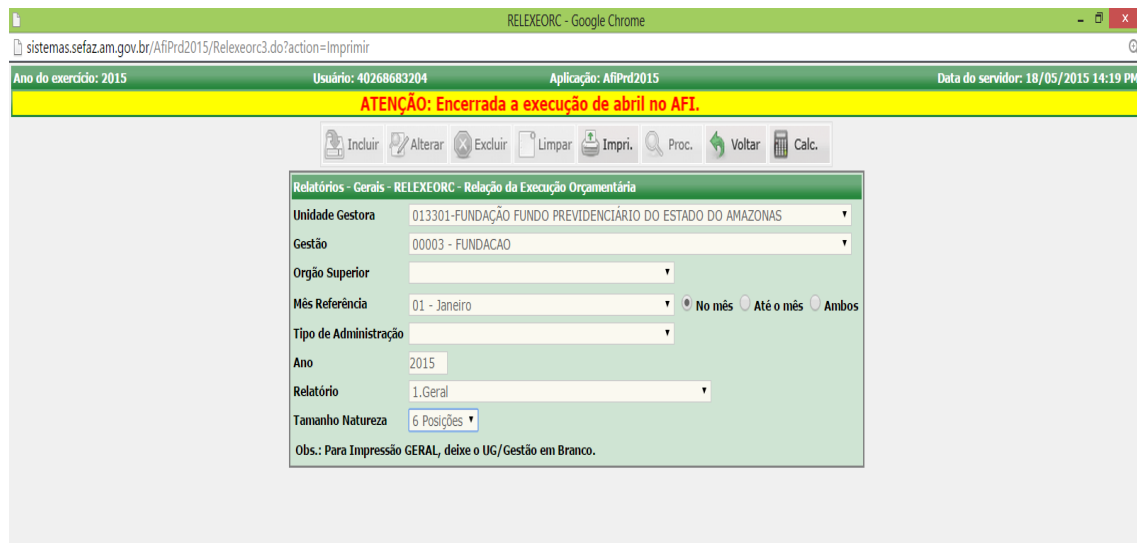 RELEXEORC - Google Chrome
sistemas.sefaz.am.gov.br/AfiPrd2015/Relexeorc3.do?action=Imprimir
Ano do exercício: 2015 Usuário: 40268683204 Aplicação: AfiPrd2015 Data do servidor: 18/05/2015 14:19 PM
ATENÇÃO: Encerrada a execução de abril no AFI.
Incluir Alterar Excluir Limpar Impri. Proc. Voltar Calc.
Relatórios - Gerais - RELEXEORC - Relação da Execução Orçamentária
Unidade Gestora 013301-FUNDAÇÃO FUNDO PREVIDENCIÁRIO DO ESTADO DO AMAZONAS
Gestão 00003 - FUNDACAO
Orgão Superior
Mês Referência 01 - Janeiro No mês Até o mês Ambos
Tipo de Administração
Ano 2015
Relatório 1.Geral
Tamanho Natureza 6 Posições
Obs.: Para Impressão GERAL, deixe o UG/Gestão em Branco.